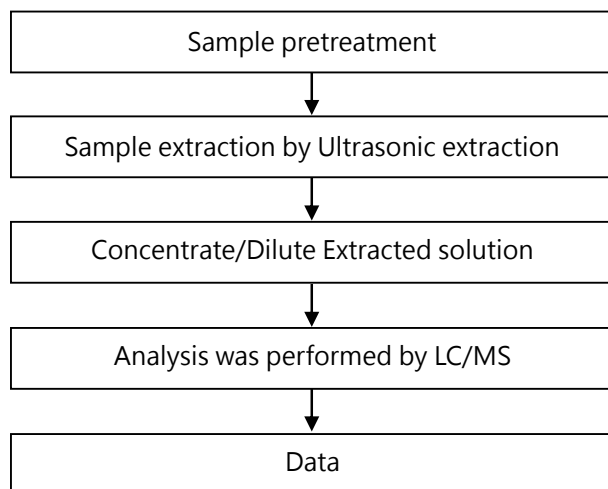 Sample pretreatment
Sample extraction by Ultrasonic extraction
Concentrate/Dilute Extracted solution
Analysis was performed by LC/MS
Data